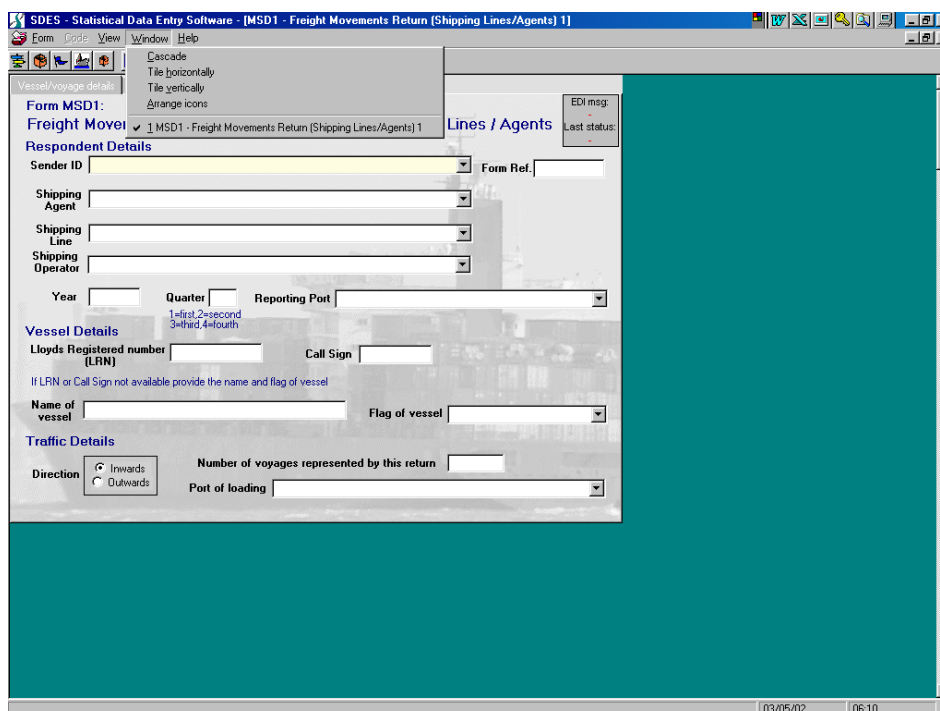 SDES - Statistical Data Entry Software - [MSD1 - Freight Movements Return (Shipping Lines/Agents) 1]
Form Code View Window Help
Cascade
Tile horizontally
Tile vertically
Arrange icons
✔ 1 MSD1 - Freight Movements Return (Shipping Lines/Agents) 1
Vessel/voyage details
Form MSD1:
EDI msg:
-
Freight Mover Lines / Agents
Last status:
-
Respondent Details
Sender ID Form Ref.
Shipping
Agent
Shipping
Line
Shipping
Operator
Year Quarter Reporting Port
1=first,2=second
3=third,4=fourth
Vessel Details
Lloyds Registered number
(LRN)
Call Sign
If LRN or Call Sign not available provide the name and flag of vessel
Name of
vessel
Flag of vessel
Traffic Details
Direction
Inwards
Outwards
Number of voyages represented by this return
Port of loading
03/05/02 06:10